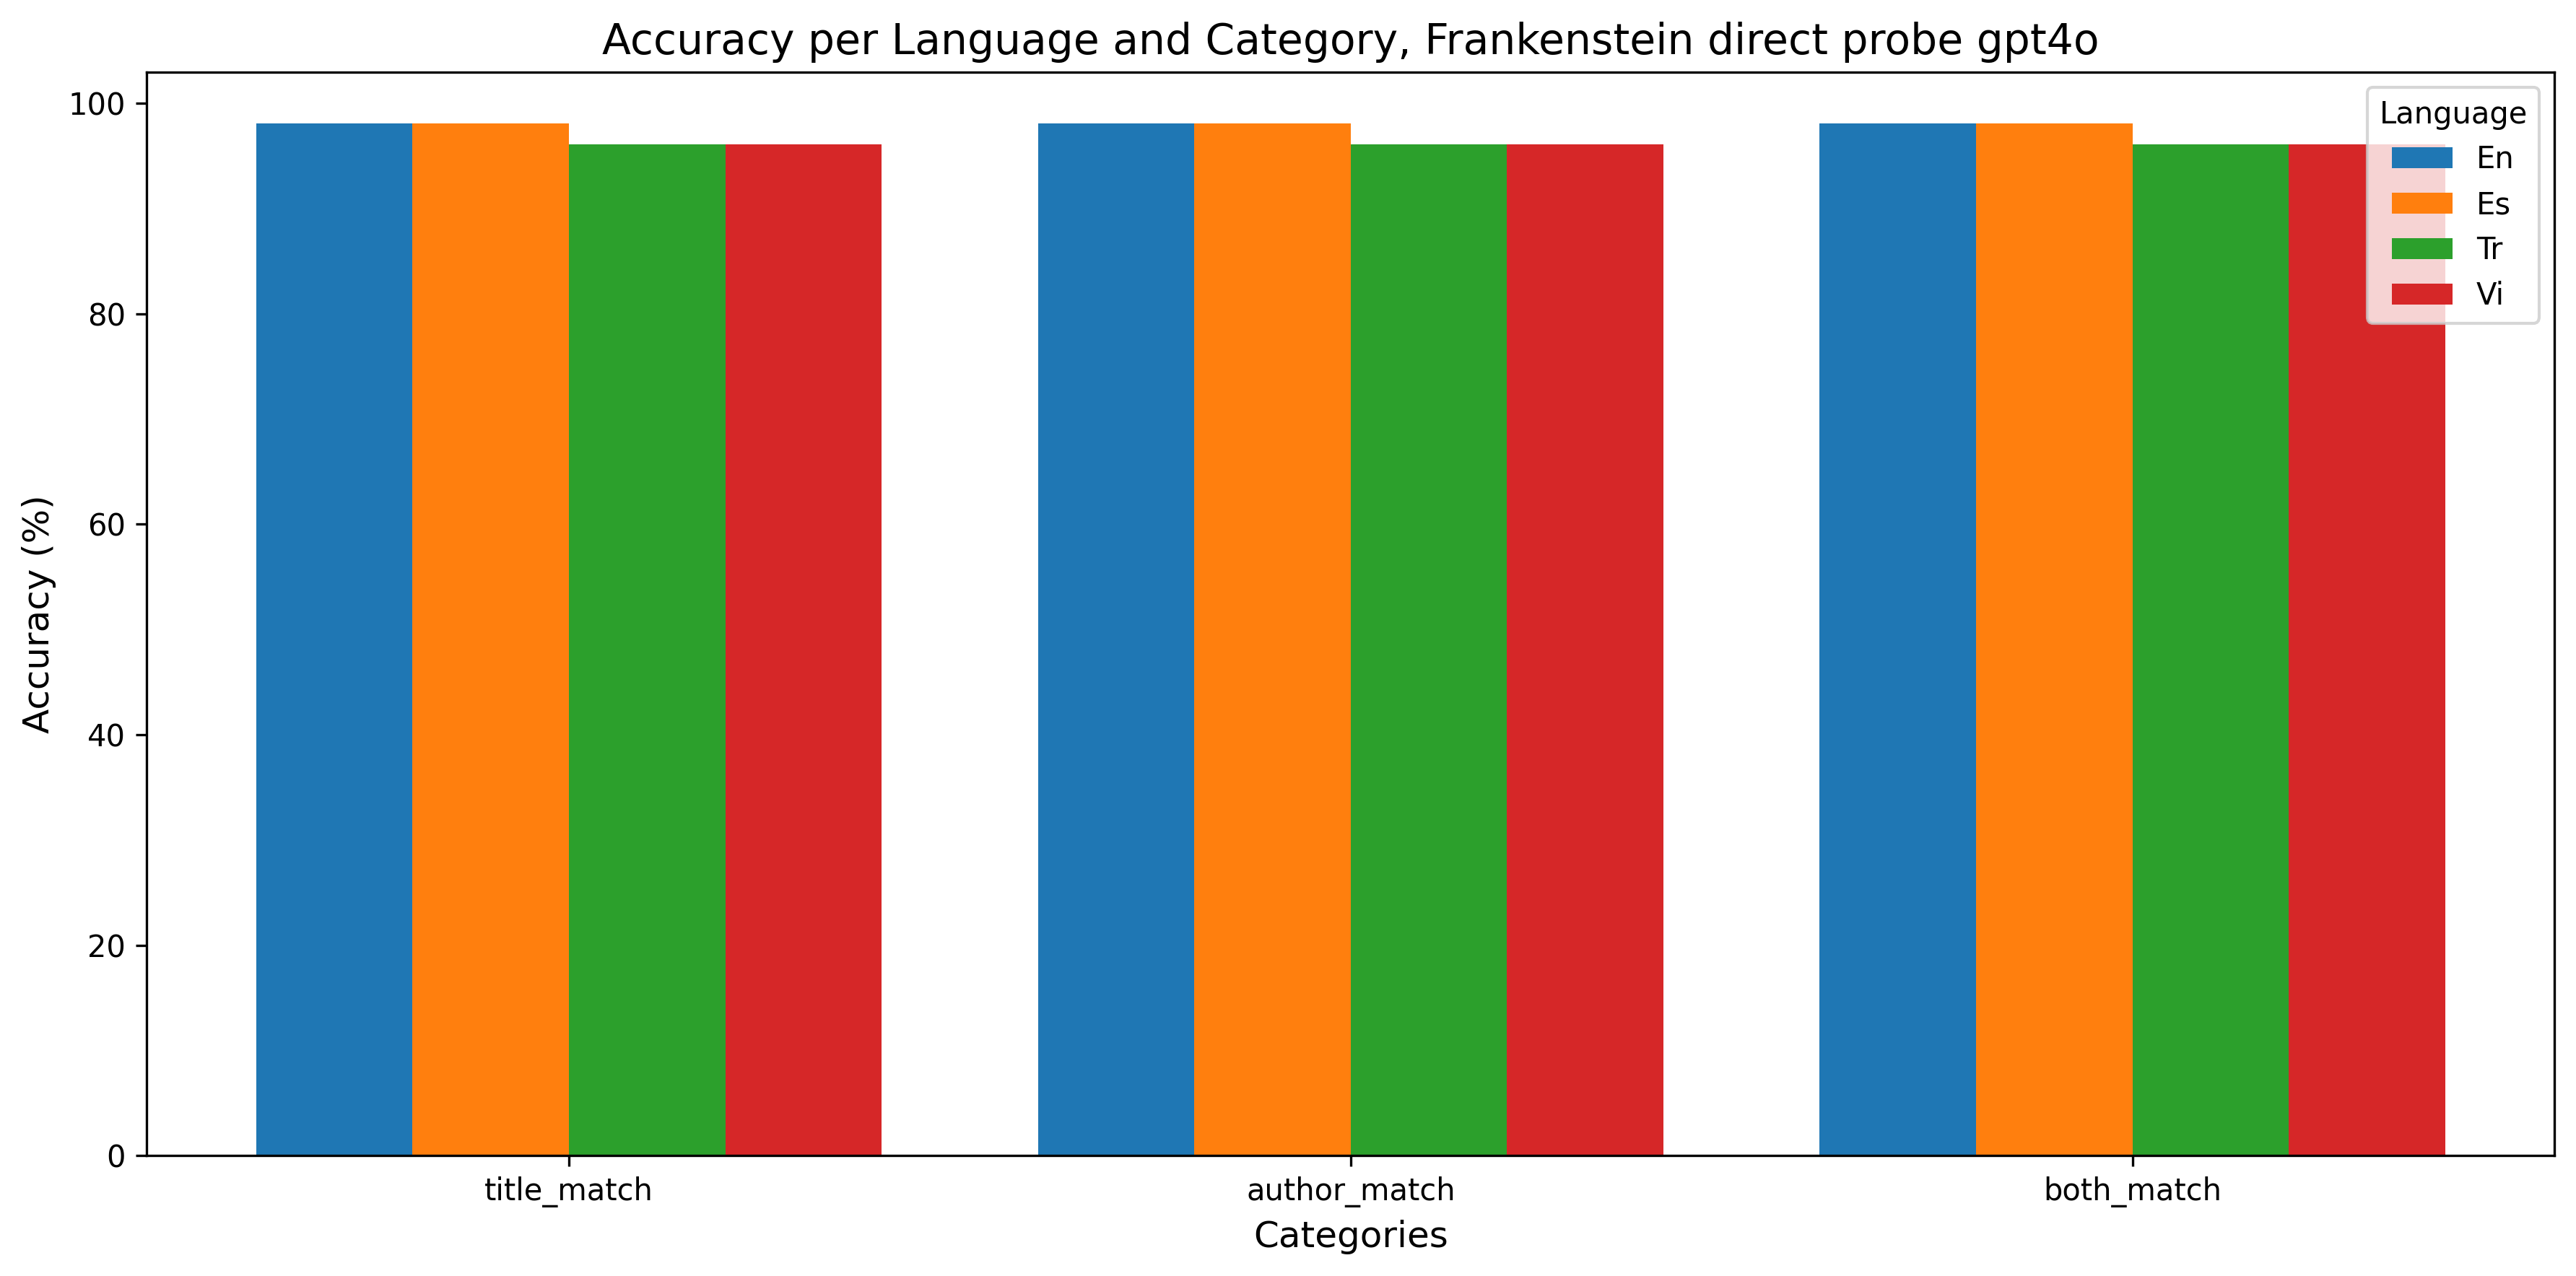 Accuracy per Language and Category, Frankenstein direct probe gpt4o
Accuracy (%)
100
80
60
40
20
0
Language
En
Es
Tr
Vi
title_match
author_match
both_match
Categories